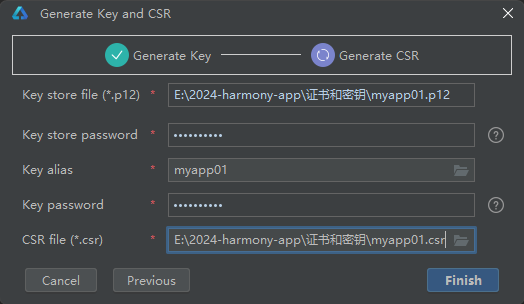 Generate Key and CSR
Generate Key Generate CSR
Key store file (*.p12) * E:\2024-harmony-app\证书和密钥\myapp01.p12
Key store password * •••••••••• ?
Key alias * myapp01
Key password * •••••••••• ?
CSR file (*.csr) * E:\2024-harmony-app\证书和密钥\myapp01.csr
Cancel Previous Finish